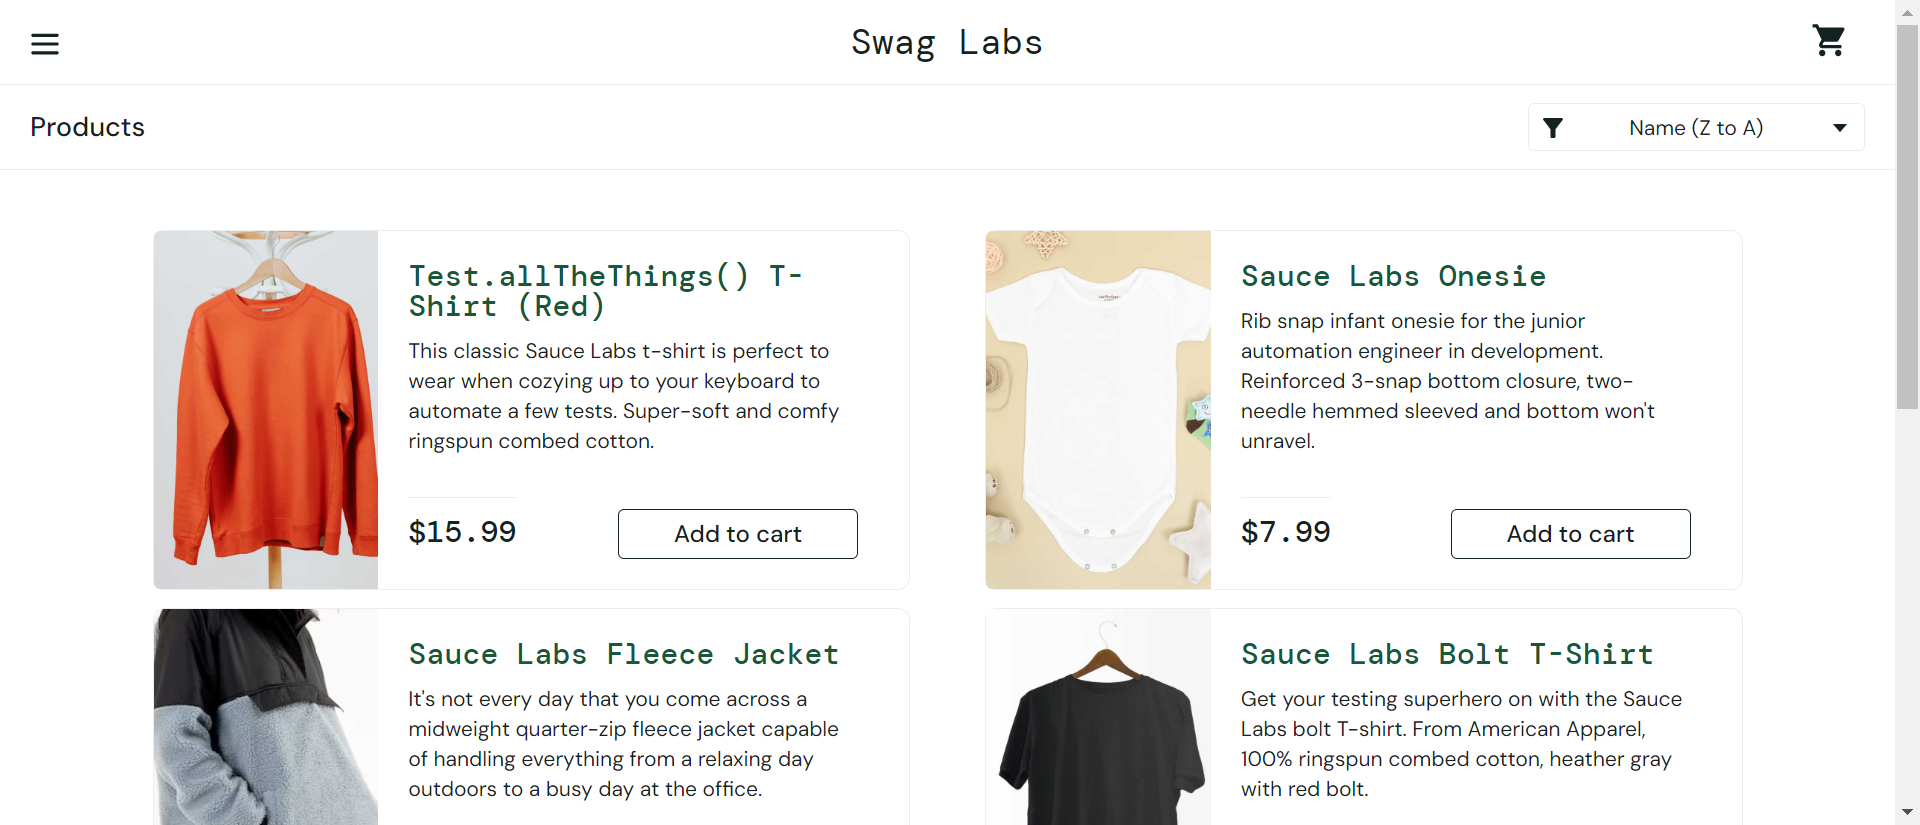 Swag Labs
Products
Name (Z to A)
Test.allTheThings() T-
Shirt (Red)
This classic Sauce Labs t-shirt is perfect to
wear when cozying up to your keyboard to
automate a few tests. Super-soft and comfy
ringspun combed cotton.
$15.99
Add to cart
Sauce Labs Onesie
Rib snap infant onesie for the junior
automation engineer in development.
Reinforced 3-snap bottom closure, two-
needle hemmed sleeved and bottom won't
unravel.
$7.99
Add to cart
Sauce Labs Fleece Jacket
It's not every day that you come across a
midweight quarter-zip fleece jacket capable
of handling everything from a relaxing day
outdoors to a busy day at the office.
Sauce Labs Bolt T-Shirt
Get your testing superhero on with the Sauce
Labs bolt T-shirt. From American Apparel,
100% ringspun combed cotton, heather gray
with red bolt.